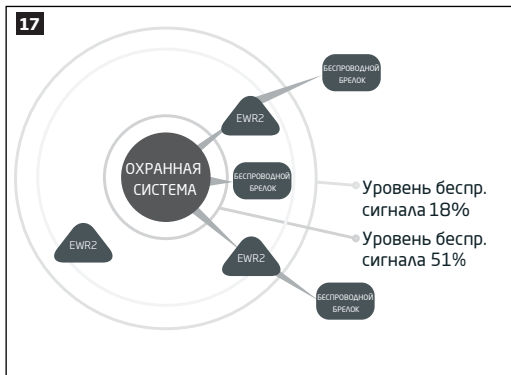 17
БЕСПРОВОДНОЙ
БРЕЛОК
EWR2
ОХРАННАЯ
СИСТЕМА
БЕСПРОВОДНОЙ
БРЕЛОК
Уровень беспр.
сигнала 18%
Уровень беспр.
сигнала 51%
EWR2
EWR2
БЕСПРОВОДНОЙ
БРЕЛОК